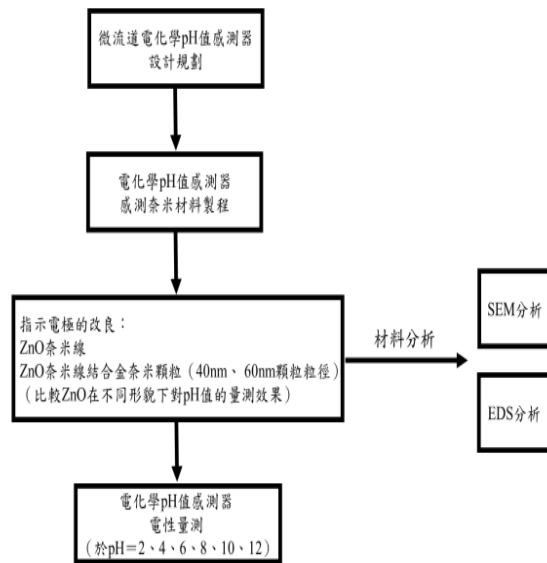 微流道電化學pH值感測器
設計規劃
電化學pH值感測器
感測奈米材料製程
指示電極的改良：
ZnO奈米線
ZnO奈米線結合金奈米顆粒（40nm、60nm顆粒粒徑）
（比較ZnO在不同形貌下對pH值的量測效果）
材料分析
SEM分析
EDS分析
電化學pH值感測器
電性量測
（於pH＝2、4、6、8、10、12）